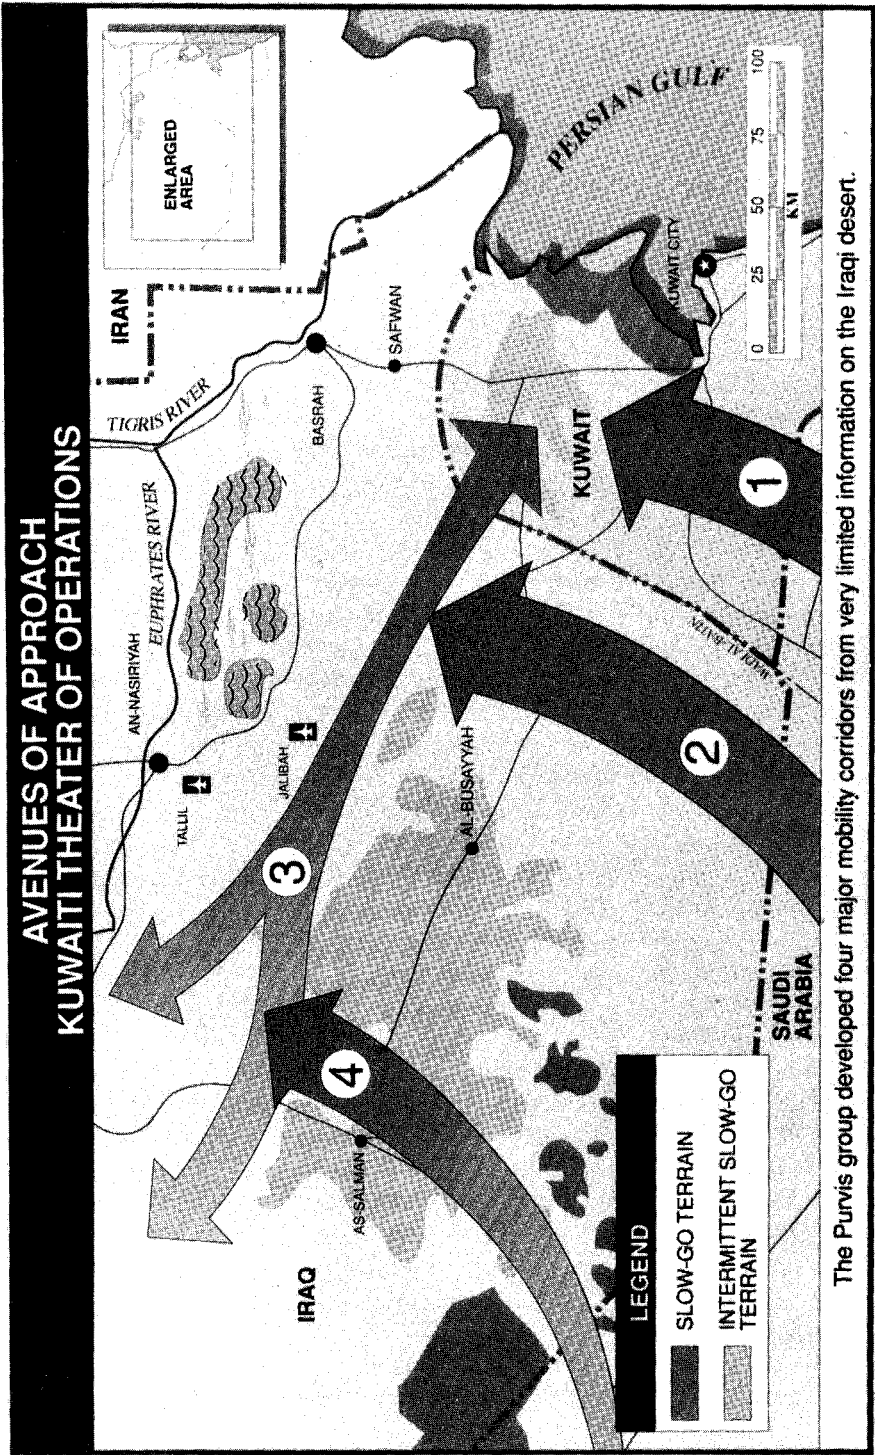 AVENUES OF APPROACH
KUWAITI THEATER OF OPERATIONS
ENLARGED
AREA
IRAN
TIGRIS RIVER
EUPHRATES RIVER
AN-NASIRIYAH
TALLIL
JALIBAH
BASRAH
SAFWAN
PERSIAN GULF
KUWAIT CITY
KUWAIT
WADI AL BATIN
AL-BUSAYYAH
AS-SALMAN
IRAQ
SAUDI
ARABIA
1
2
3
4
0 25 50 75 100
KM
LEGEND
SLOW-GO TERRAIN
INTERMITTENT SLOW-GO
TERRAIN
The Purvis group developed four major mobility corridors from very limited information on the Iraqi desert.